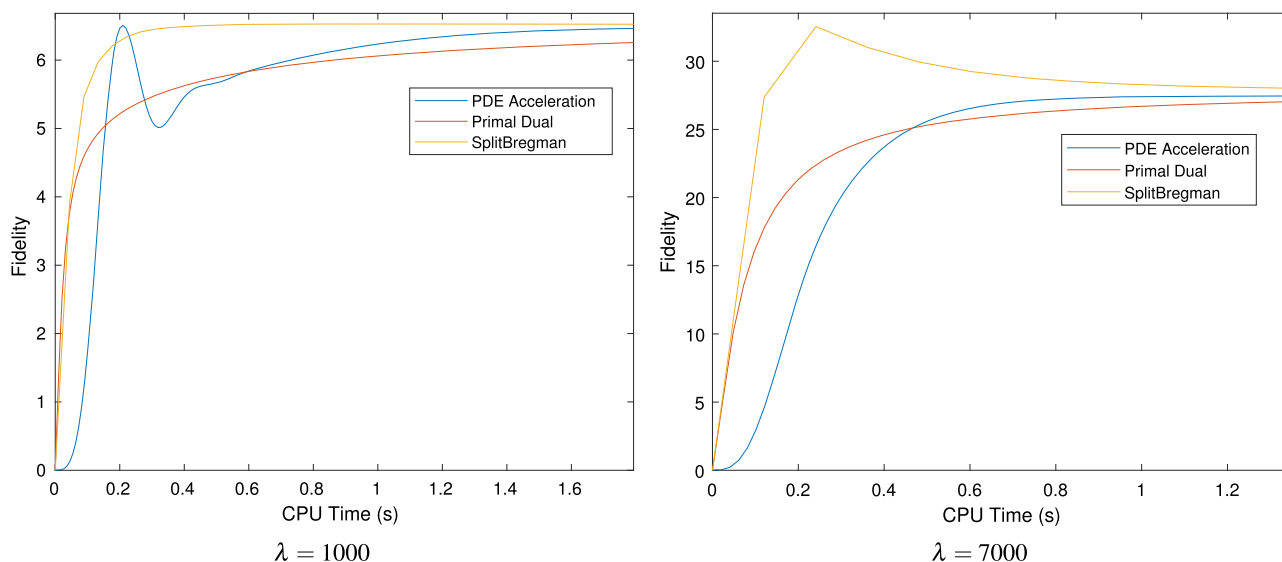 6
5
4
3
2
1
0
Fidelity
PDE Acceleration
Primal Dual
SplitBregman
0 0.2 0.4 0.6 0.8 1 1.2 1.4 1.6
CPU Time (s)
λ = 1000
30
25
20
15
10
5
0
Fidelity
PDE Acceleration
Primal Dual
SplitBregman
0 0.2 0.4 0.6 0.8 1 1.2
CPU Time (s)
λ = 7000